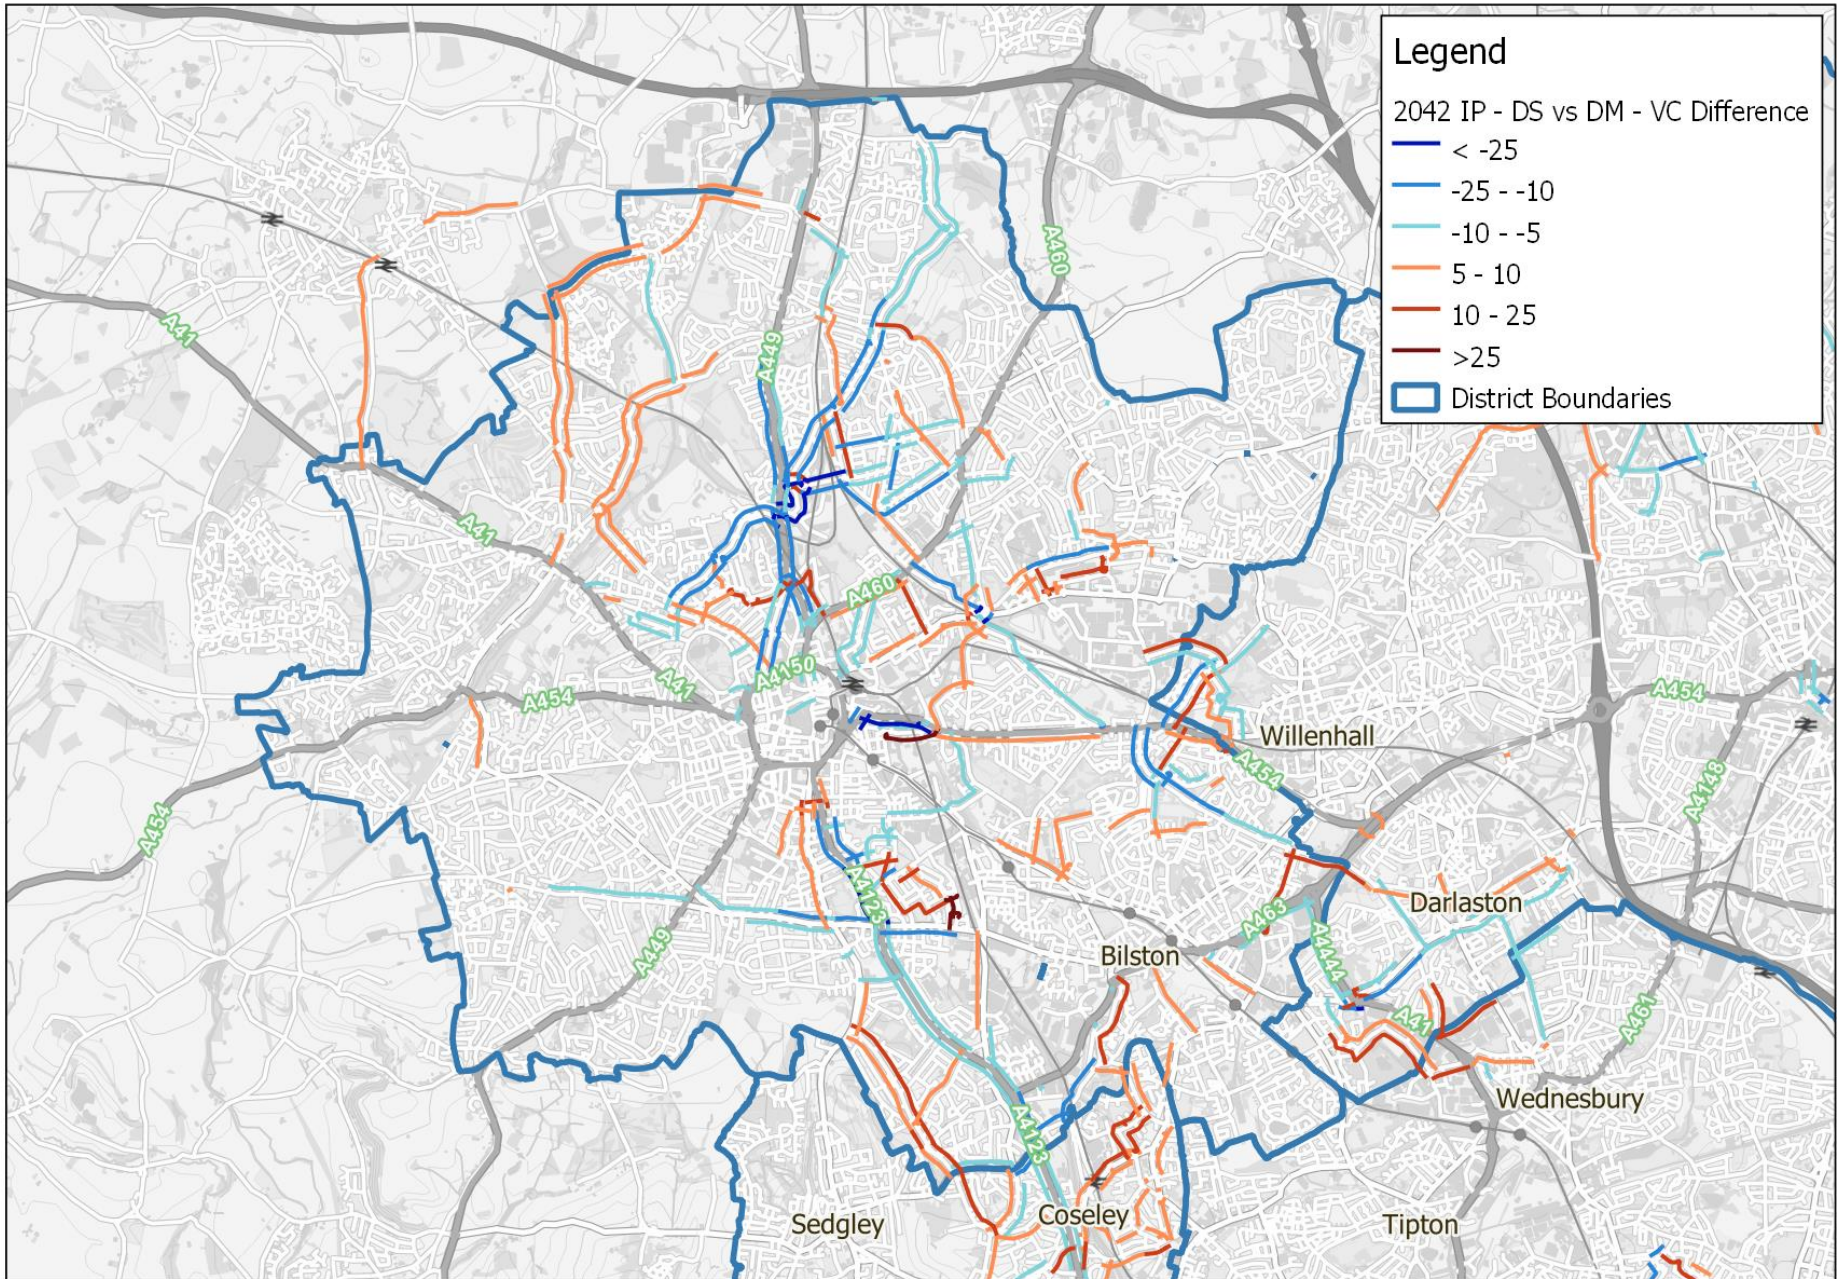 Legend
2042 IP - DS vs DM - VC Difference
< -25
-25 - -10
-10 - -5
5 - 10
10 - 25
>25
District Boundaries
A460
A41
A449
A41
A460
A4150
A41
A454
A454
Willenhall
A454
A4148
A454
A4123
Darlaston
A463
A449
Bilston
A4444
A41
A461
Wednesbury
A4123
Sedgley
Coseley
Tipton